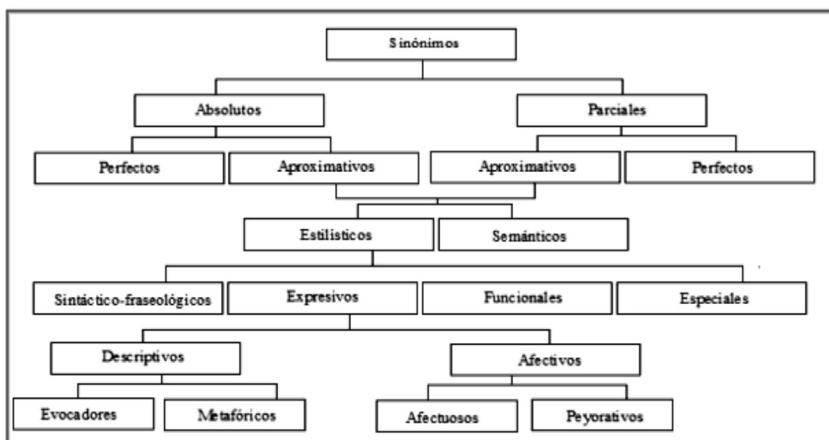 Sinónimos
Absolutos
Parciales
Perfectos
Aproximativos
Aproximativos
Perfectos
Estilísticos
Semánticos
Sintáctico-fraseológicos
Expresivos
Funcionales
Especiales
Descriptivos
Afectivos
Evocadores
Metafóricos
Afectuosos
Peyorativos